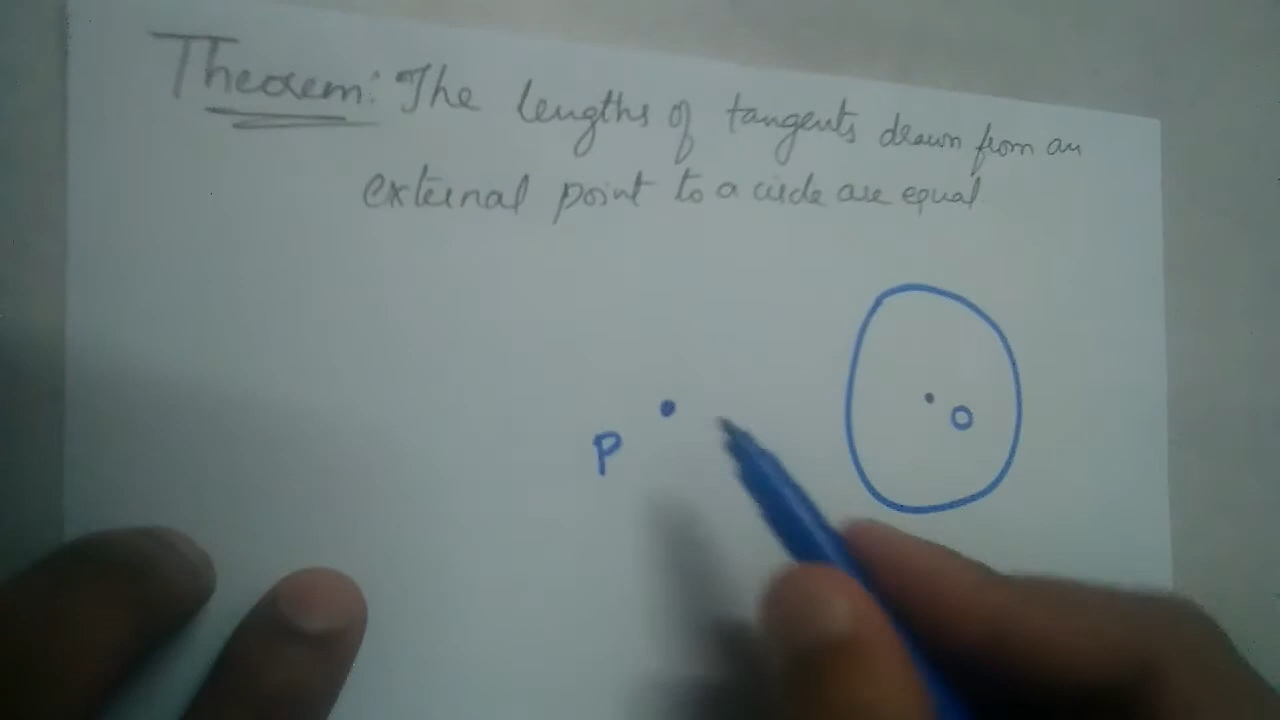 Theorem: The lengths of tangents drawn from an
external point to a circle are equal
P
O